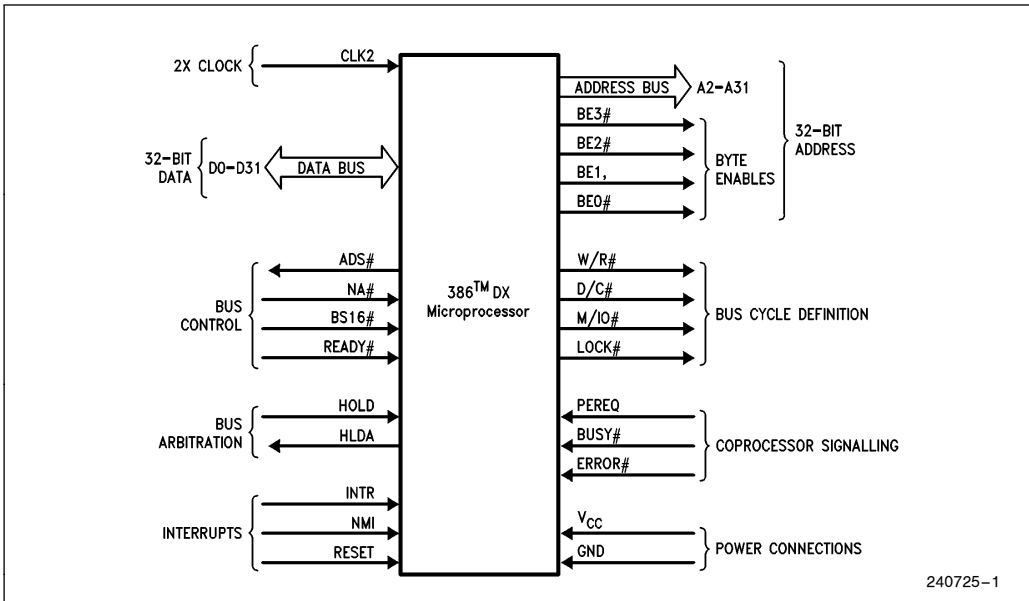 2X CLOCK
CLK2
32-BIT
DATA
D0-D31
DATA BUS
BUS
CONTROL
ADS#
NA#
BS16#
READY#
BUS
ARBITRATION
HOLD
HLDA
INTERRUPTS
INTR
NMI
RESET
386™ DX
Microprocessor
ADDRESS BUS
A2-A31
BE3#
BE2#
BE1,
BE0#
BYTE
ENABLES
32-BIT
ADDRESS
W/R#
D/C#
M/IO#
LOCK#
BUS CYCLE DEFINITION
PEREQ
BUSY#
ERROR#
COPROCESSOR SIGNALLING
VCC
GND
POWER CONNECTIONS
240725-1